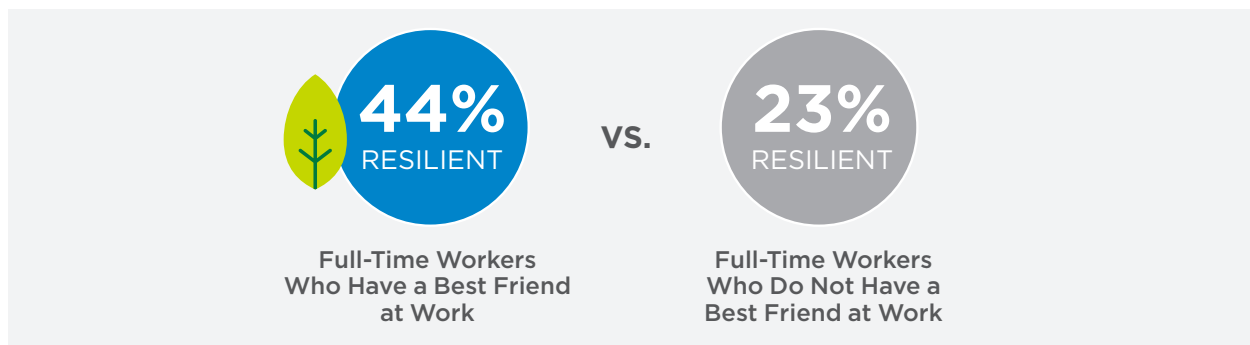 44%
RESILIENT
vs.
23%
RESILIENT
Full-Time Workers
Who Have a Best Friend
at Work
Full-Time Workers
Who Do Not Have a
Best Friend at Work